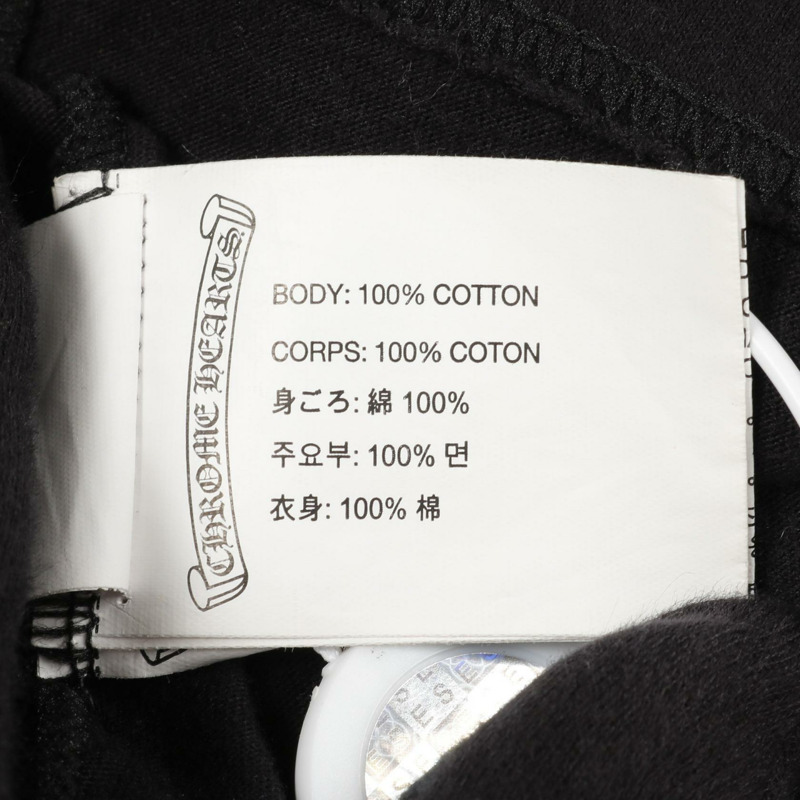 CHROME HEARTS
BODY: 100% COTTON
CORPS: 100% COTON
身ごろ: 綿 100%
주요부: 100% 면
衣身: 100% 棉